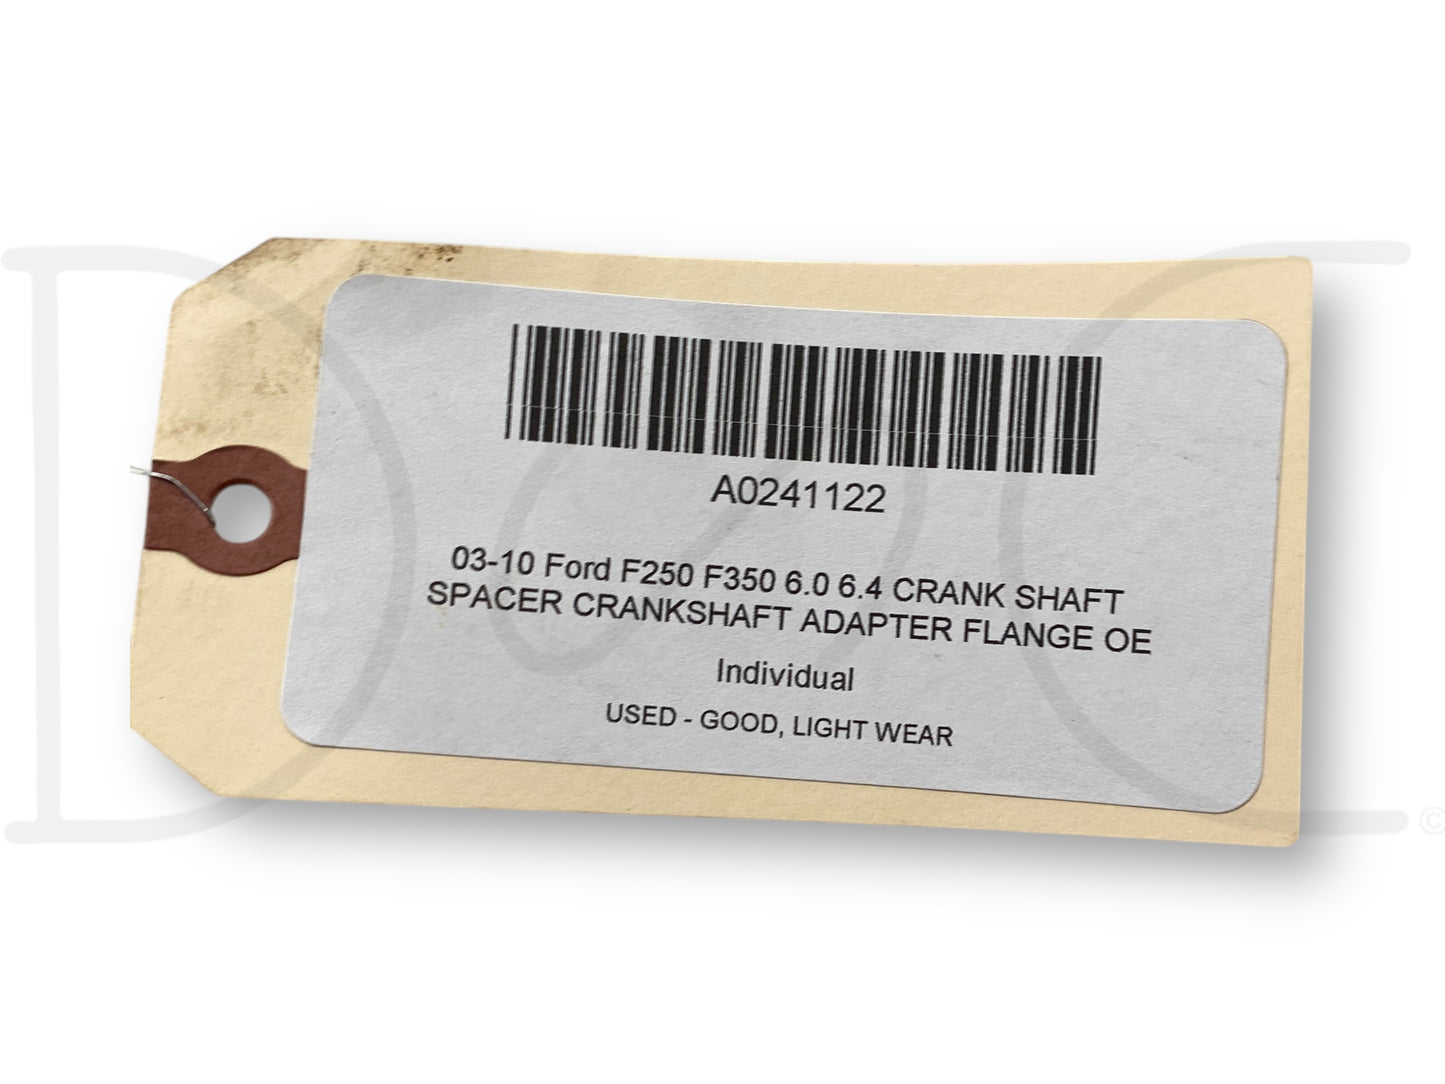 A0241122
03-10 Ford F250 F350 6.0 6.4 CRANK SHAFT
SPACER CRANKSHAFT ADAPTER FLANGE OE
Individual
USED - GOOD, LIGHT WEAR
©